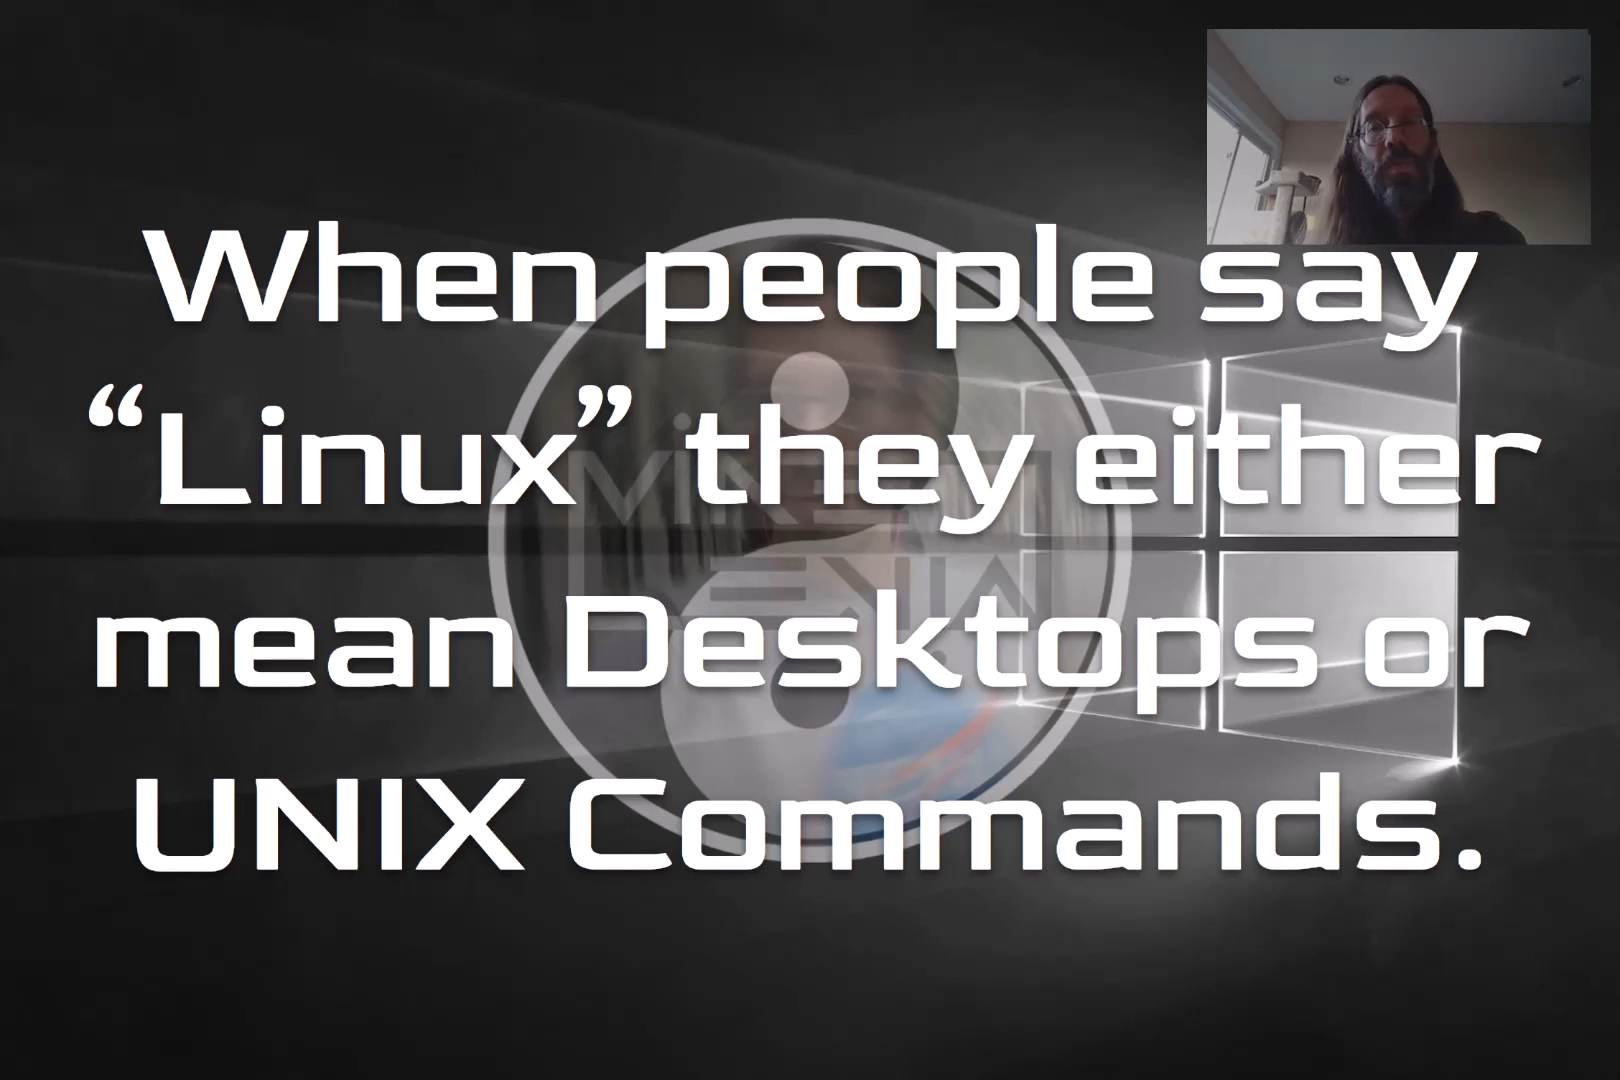 When people say
“Linux” they either
mean Desktops or
UNIX Commands.